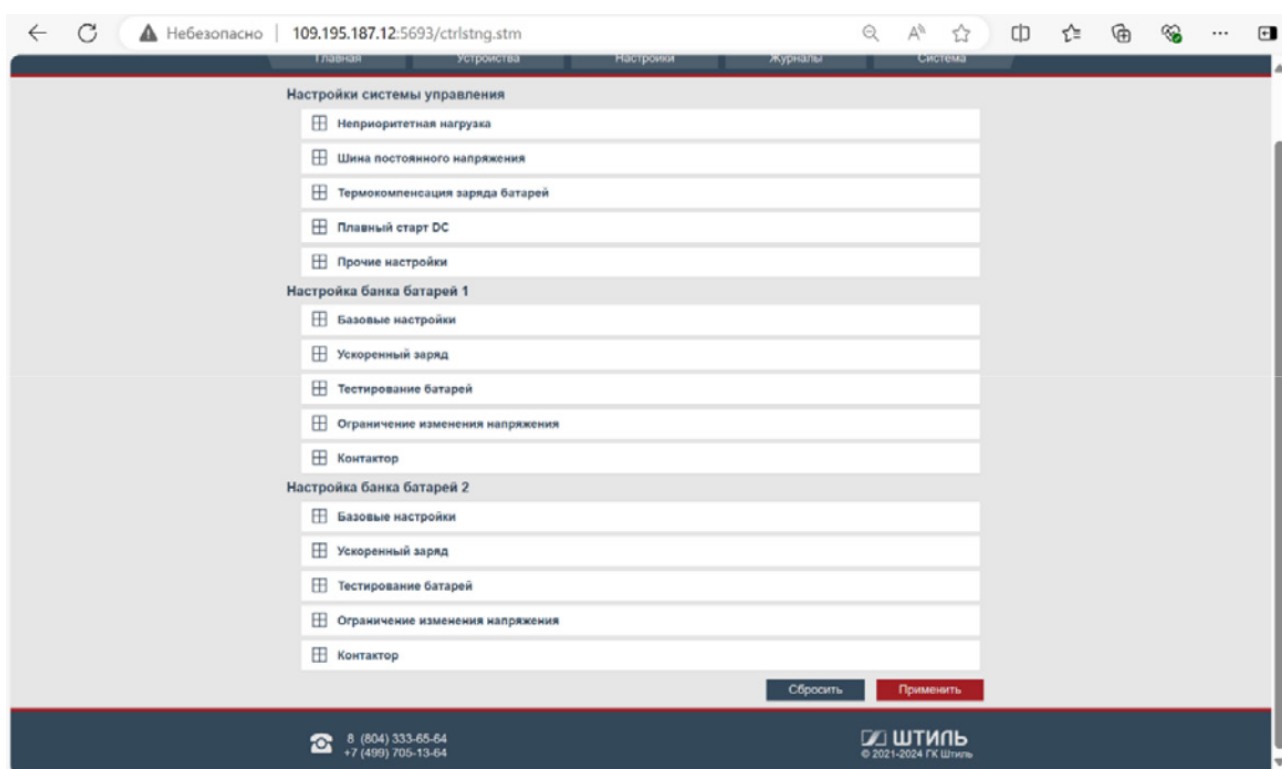 Небезопасно | 109.195.187.12:5693/ctrlstng.stm
Главная Устройства Настройки Журналы Система
Настройки системы управления
Неприоритетная нагрузка
Шина постоянного напряжения
Термокомпенсация заряда батарей
Плавный старт DC
Прочие настройки
Настройка банка батарей 1
Базовые настройки
Ускоренный заряд
Тестирование батарей
Ограничение изменения напряжения
Контактор
Настройка банка батарей 2
Базовые настройки
Ускоренный заряд
Тестирование батарей
Ограничение изменения напряжения
Контактор
Сбросить Применить
8 (804) 333-65-64
+7 (499) 705-13-64
ШТИЛЬ
© 2021-2024 ГК Штиль